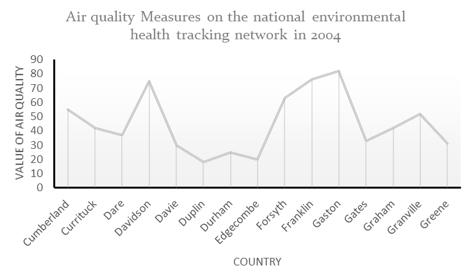 Air quality Measures on the national environmental
health tracking network in 2004
VALUE OF AIR QUALITY
90
80
70
60
50
40
30
20
10
0
Cumberland
Currituck
Dare
Davidson
Davie
Duplin
Durham
Edgecombe
Forsyth
Franklin
Gaston
Gates
Graham
Granville
Greene
COUNTRY